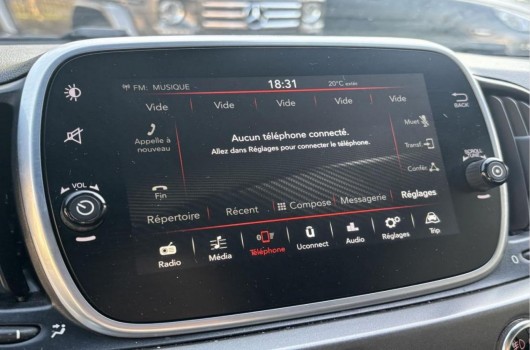 FM: MUSIQUE 18:31 20°C
Vide Vide Vide Vide Vide
BACK
Appelle à nouveau
Aucun téléphone connecté.
Allez dans Réglages pour connecter le téléphone.
Muet
Transf.
Confér.
VOL
SCROLL
Fin
Répertoire Récent Compose Messagerie Réglages
Radio Média Téléphone Uconnect Audio Réglages Trip